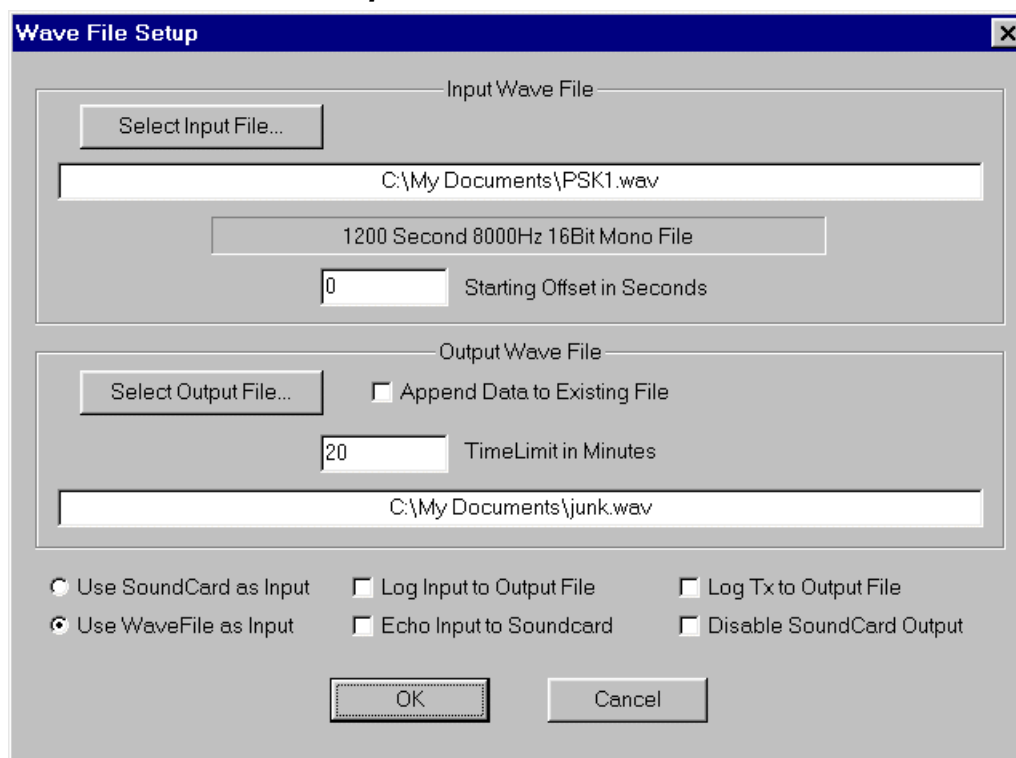 Wave File Setup
Input Wave File
Select Input File...
C:\My Documents\PSK1.wav
1200 Second 8000Hz 16Bit Mono File
0 Starting Offset in Seconds
Output Wave File
Select Output File... Append Data to Existing File
20 TimeLimit in Minutes
C:\My Documents\junk.wav
Use SoundCard as Input Log Input to Output File Log Tx to Output File
Use WaveFile as Input Echo Input to Soundcard Disable SoundCard Output
OK Cancel